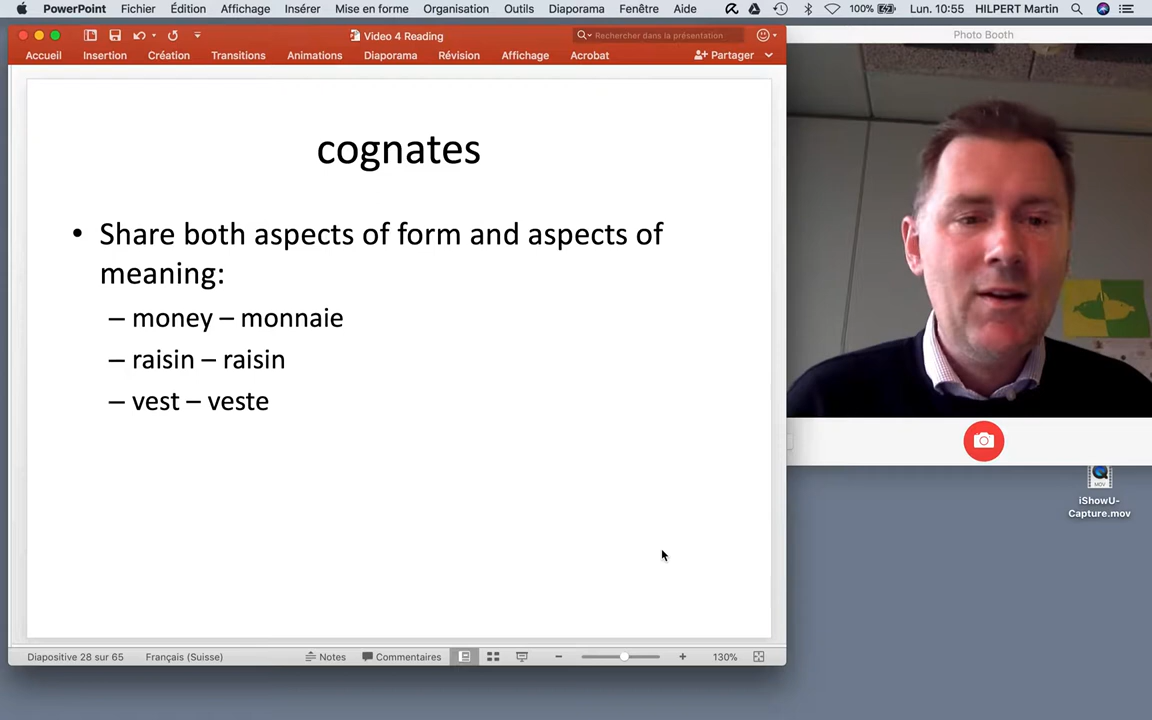 PowerPoint Fichier Édition Affichage Insérer Mise en forme Organisation Outils Diaporama Fenêtre Aide 100% Lun. 10:55 HILPERT Martin
Video 4 Reading
Rechercher dans la présentation
Photo Booth
Accueil Insertion Création Transitions Animations Diaporama Révision Affichage Acrobat Partager
cognates
• Share both aspects of form and aspects of
meaning:
– money – monnaie
– raisin – raisin
– vest – veste
MOV
iShowU-
Capture.mov
Diapositive 28 sur 65 Français (Suisse) Notes Commentaires 130%